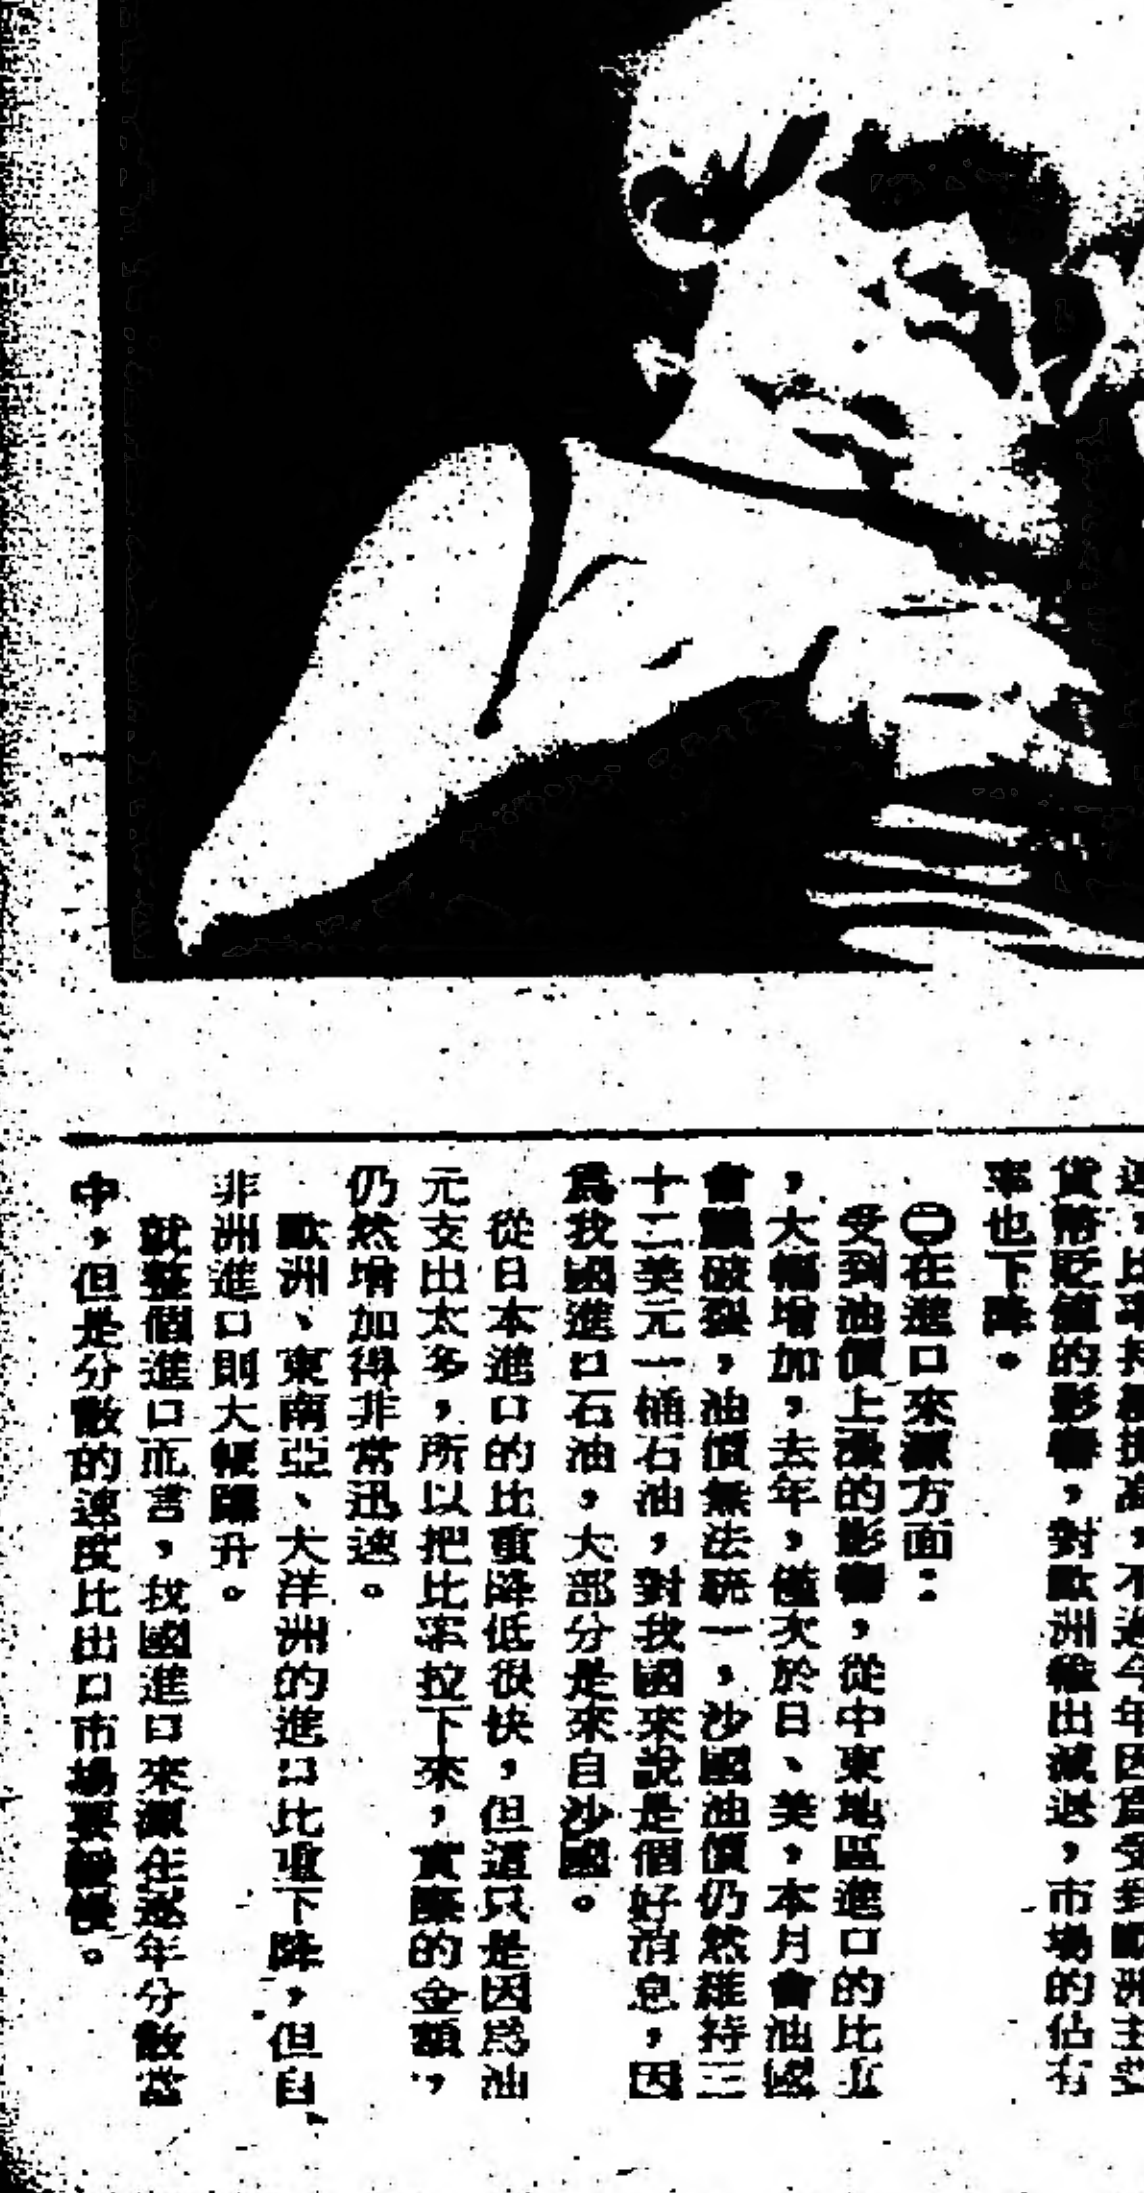 貨幣貶值的影響，對歐洲輸出減退，市場的佔有
率也下降。
㊁在進口來源方面：
受到油價上漲的影響，從中東地區進口的比重
，大幅增加，去年，僅次於日、美，本月會油國
會議破裂，油價無法統一，沙國油價仍然維持三
十二美元一桶石油，對我國來說是個好消息，因
爲我國進口石油，大部分是來自沙國。
從日本進口的比重降低很快，但這只是因爲油
元支出太多，所以把比率拉下來，實際的金額，
仍然增加得非常迅速。
歐洲、東南亞、大洋洲的進口比重下降，但自
非洲進口則大幅躍升。
就整個進口而言，我國進口來源在逐年分散當
中，但是分散的速度比出口市場要緩慢。